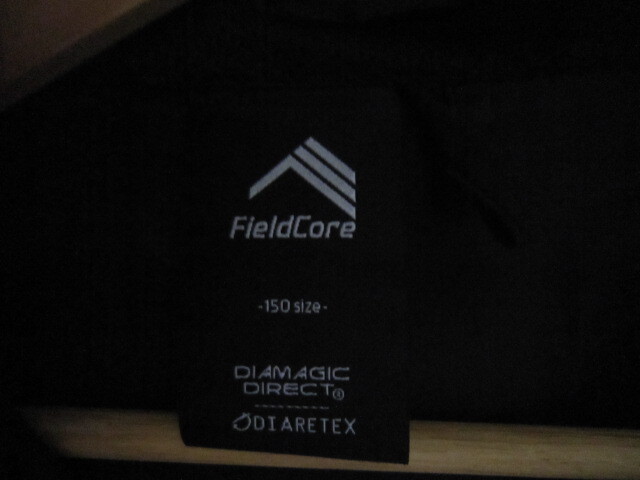 FieldCore
-150 size-
DIAMAGIC
DIRECT®
DIARETEX